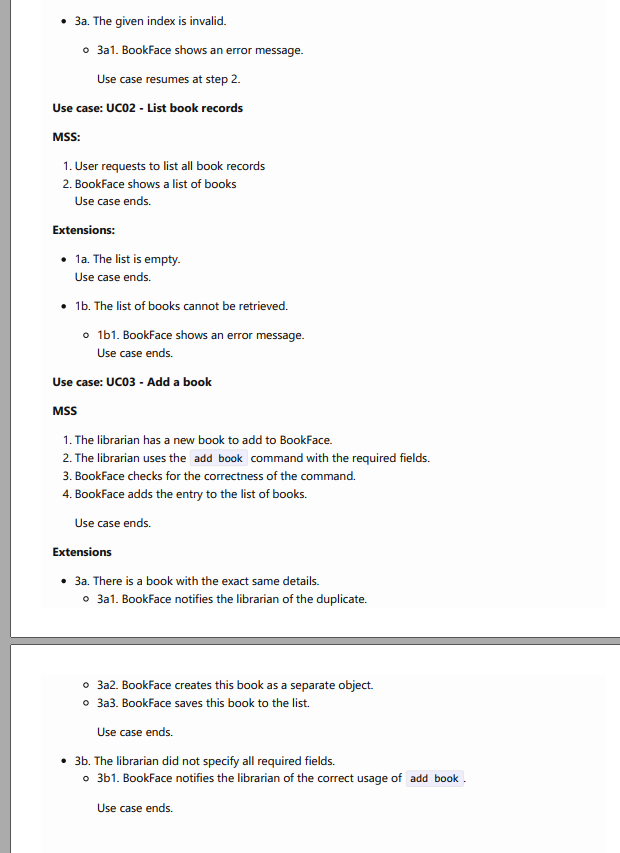 • 3a. The given index is invalid.
◦ 3a1. BookFace shows an error message.
Use case resumes at step 2.
Use case: UC02 - List book records
MSS:
1. User requests to list all book records
2. BookFace shows a list of books
Use case ends.
Extensions:
• 1a. The list is empty.
Use case ends.
• 1b. The list of books cannot be retrieved.
◦ 1b1. BookFace shows an error message.
Use case ends.
Use case: UC03 - Add a book
MSS
1. The librarian has a new book to add to BookFace.
2. The librarian uses the add book command with the required fields.
3. BookFace checks for the correctness of the command.
4. BookFace adds the entry to the list of books.
Use case ends.
Extensions
• 3a. There is a book with the exact same details.
◦ 3a1. BookFace notifies the librarian of the duplicate.
◦ 3a2. BookFace creates this book as a separate object.
◦ 3a3. BookFace saves this book to the list.
Use case ends.
• 3b. The librarian did not specify all required fields.
◦ 3b1. BookFace notifies the librarian of the correct usage of add book.
Use case ends.